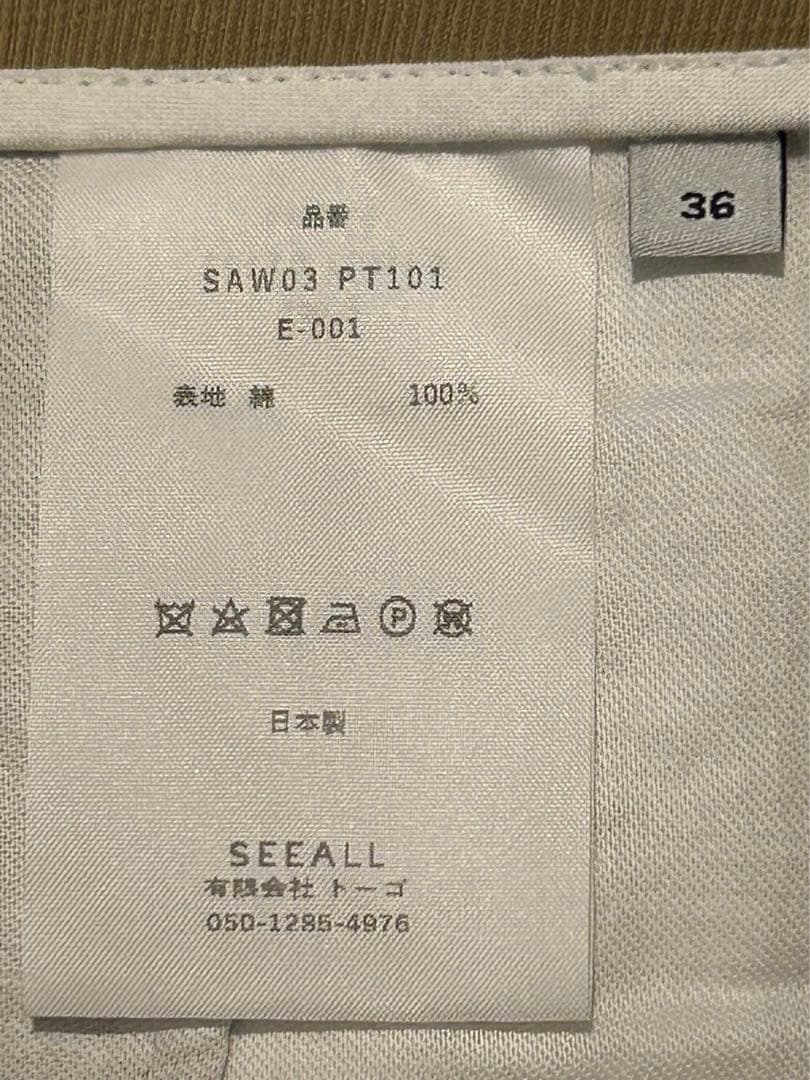 品番
36
SAW03 PT101
E-001
表地 綿 100%
P
W
日本製
SEEALL
有限会社 トーゴ
050-1285-4976